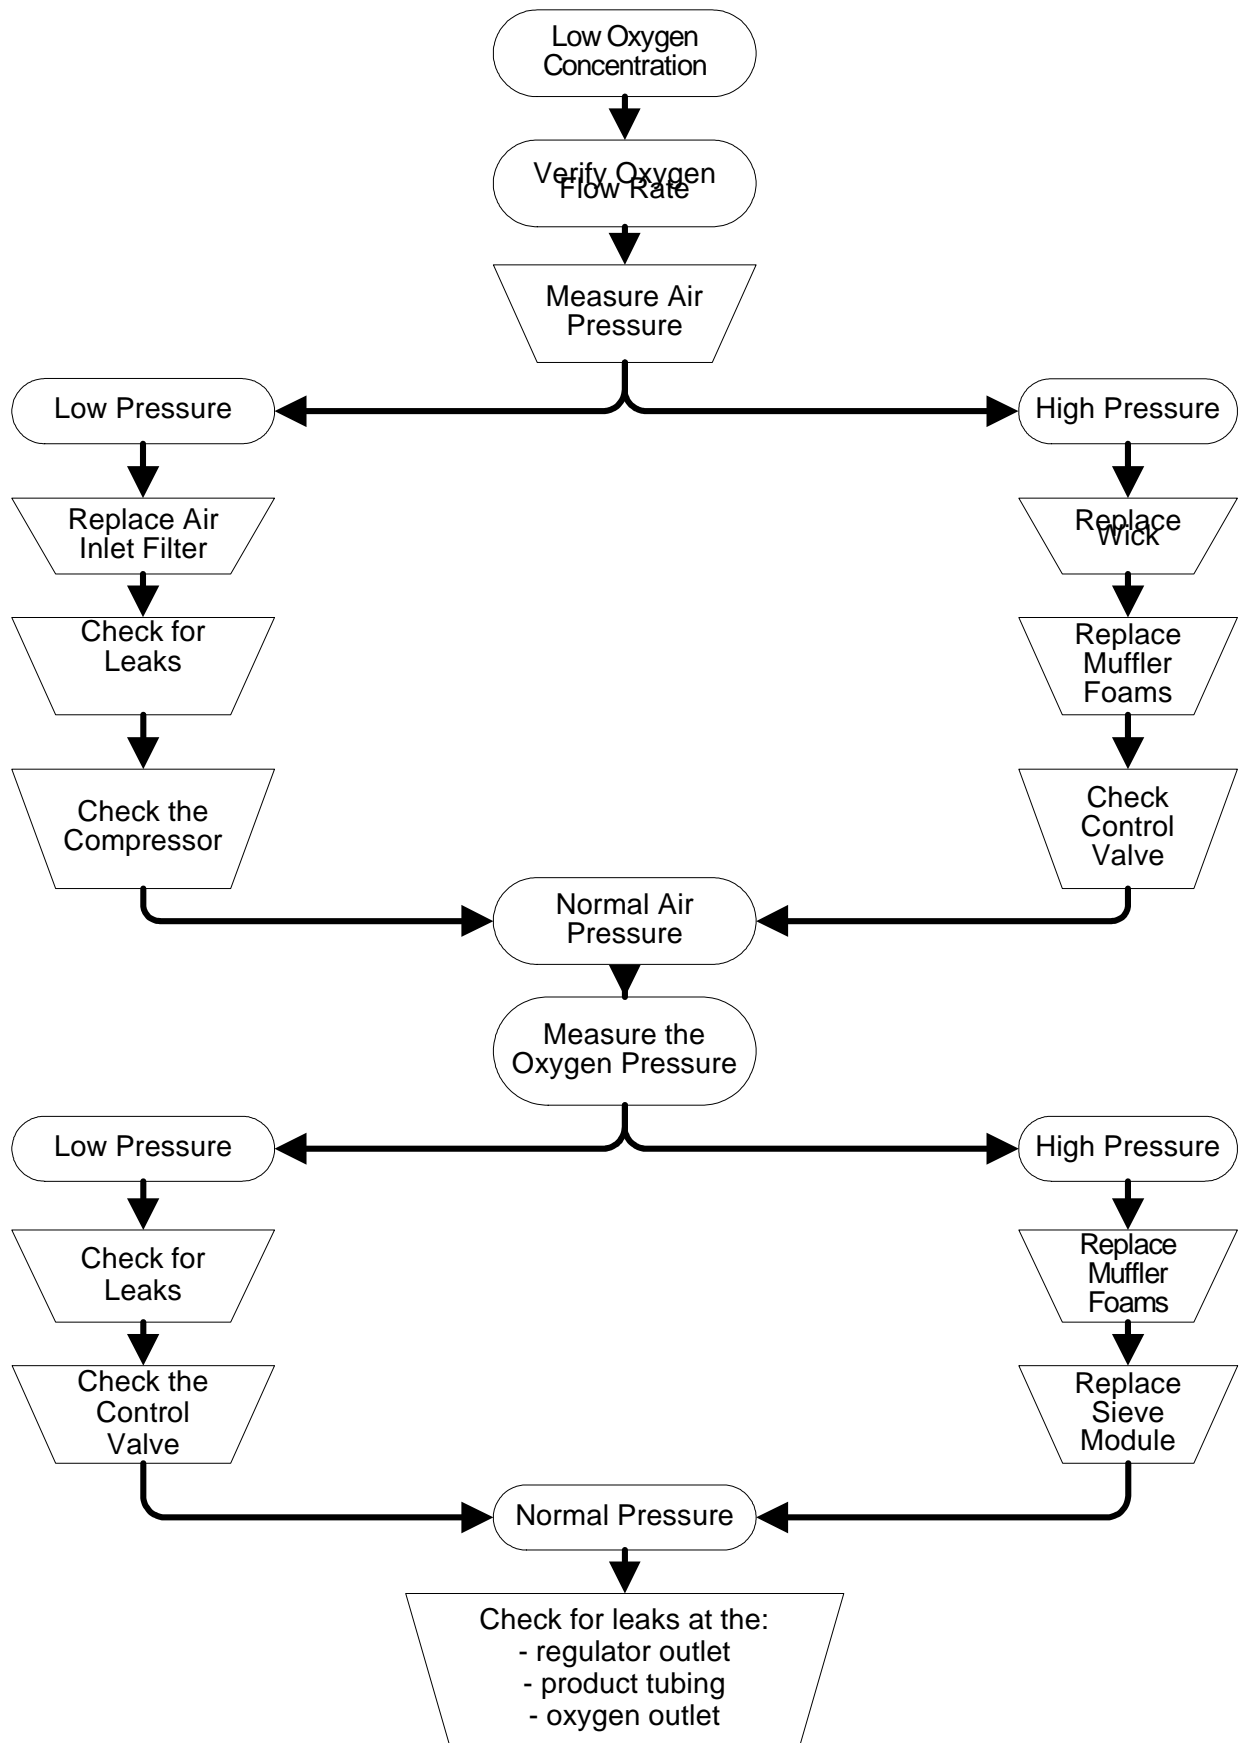 Low Oxygen
Concentration
Verify Oxygen
Flow Rate
Measure Air
Pressure
Low Pressure
High Pressure
Replace Air
Inlet Filter
Replace
Wick
Check for
Leaks
Replace
Muffler
Foams
Check the
Compressor
Check
Control
Valve
Normal Air
Pressure
Measure the
Oxygen Pressure
Low Pressure
High Pressure
Check for
Leaks
Replace
Muffler
Foams
Check the
Control
Valve
Replace
Sieve
Module
Normal Pressure
Check for leaks at the:
- regulator outlet
- product tubing
- oxygen outlet